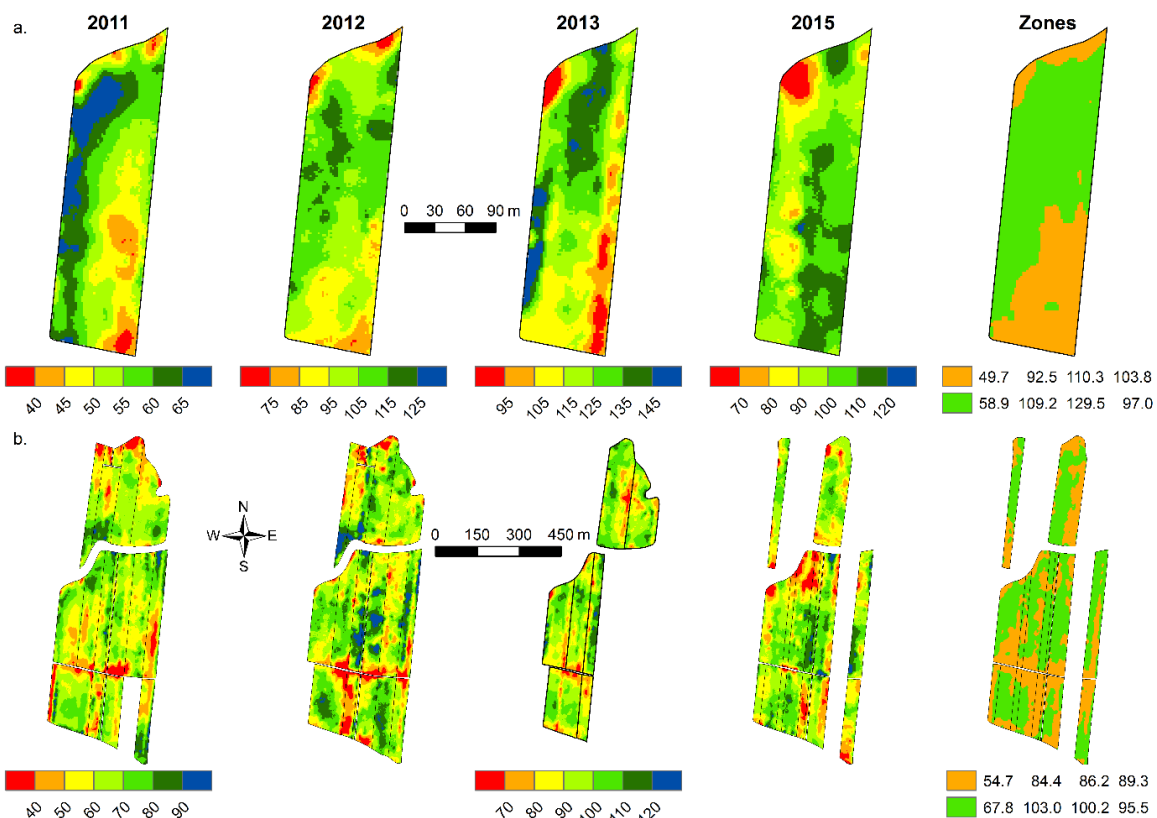 a.
2011 2012 2013 2015 Zones
0 30 60 90 m
40 45 50 55 60 65
75 85 95 105 115 125
95 105 115 125 135 145
70 80 90 100 110 120
49.7 92.5 110.3 103.8
58.9 109.2 129.5 97.0
b.
N
W E
S
0 150 300 450 m
40 50 60 70 80 90
70 80 90 100 110 120
54.7 84.4 86.2 89.3
67.8 103.0 100.2 95.5